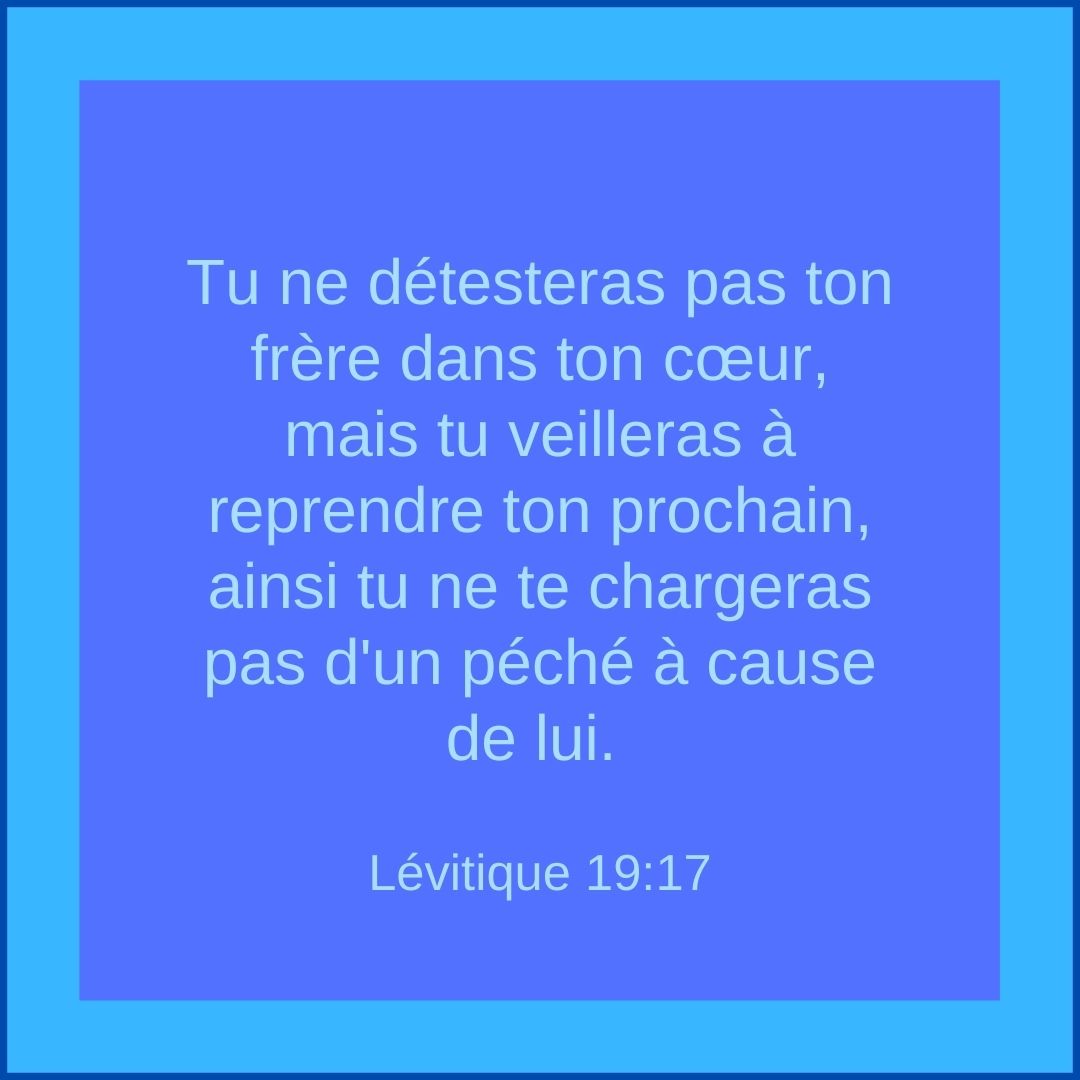 Tu ne détesteras pas ton
frère dans ton cœur,
mais tu veilleras à
reprendre ton prochain,
ainsi tu ne te chargeras
pas d'un péché à cause
de lui.
Lévitique 19:17